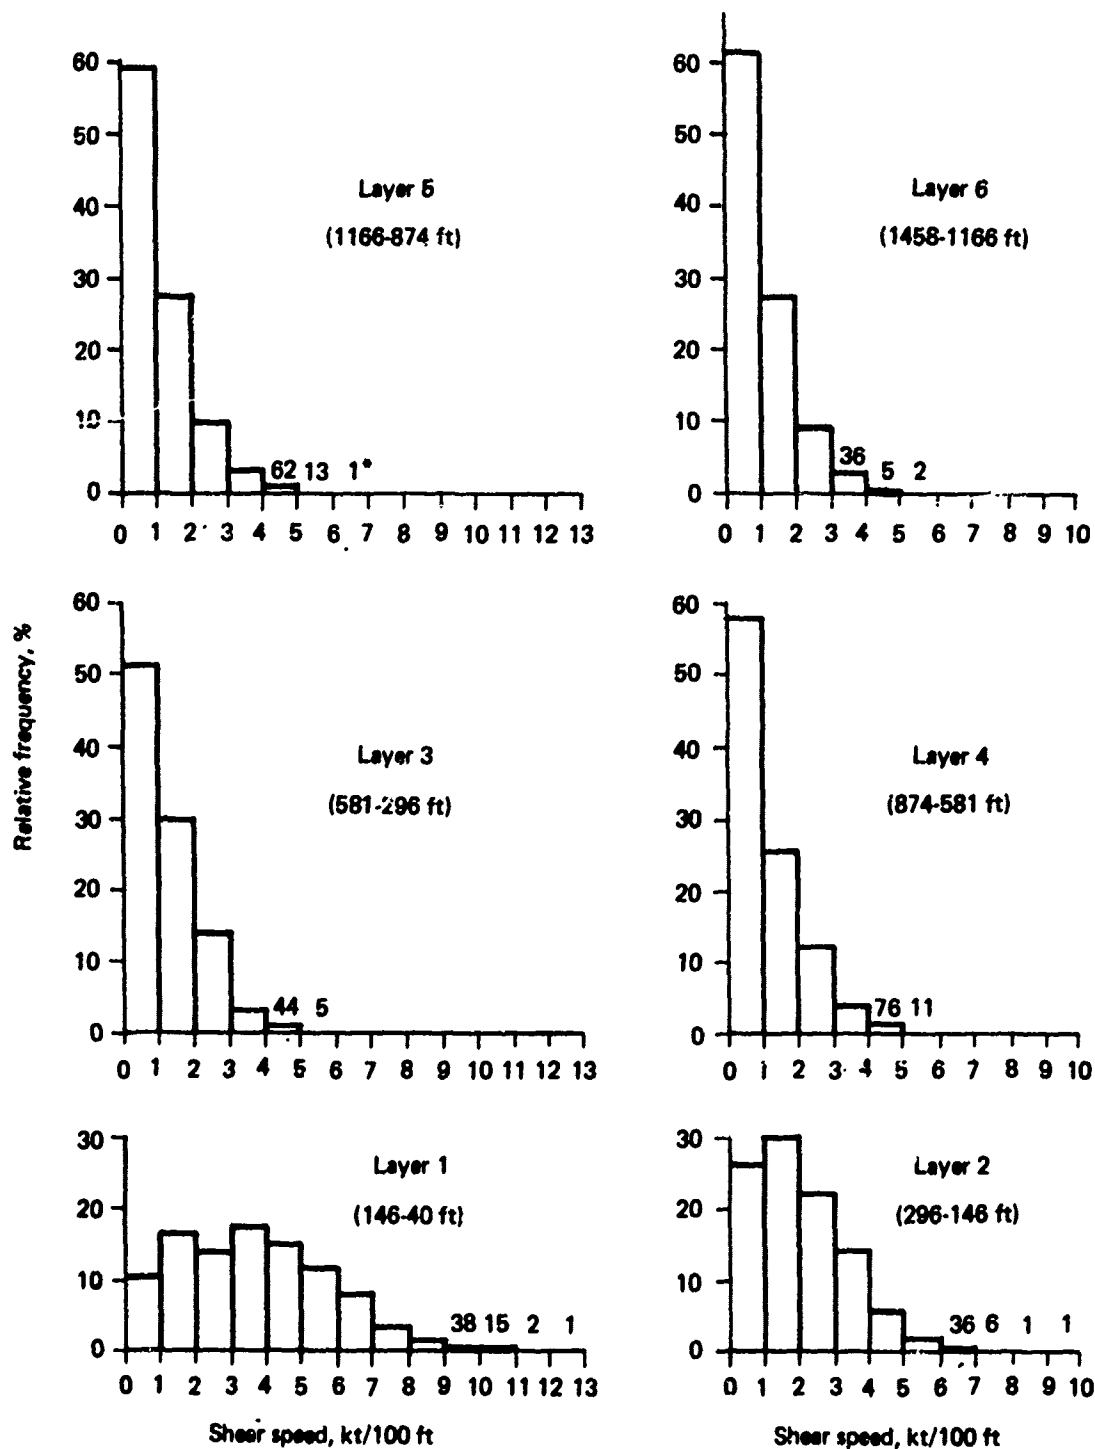 60
50
40
30
20
10
0
Layer 5
(1166-874 ft)
62 13 1*
0 1 2 3 4 5 6 7 8 9 10 11 12 13
60
50
40
30
20
10
0
Layer 6
(1458-1166 ft)
36 5 2
0 1 2 3 4 5 6 7 8 9 10
Relative frequency, %
60
50
40
30
20
10
0
Layer 3
(581-296 ft)
44 5
0 1 2 3 4 5 6 7 8 9 10 11 12 13
60
50
40
30
20
10
0
Layer 4
(874-581 ft)
76 11
0 1 2 3 4 5 6 7 8 9 10
30
20
10
0
Layer 1
(146-40 ft)
38 15 2 1
0 1 2 3 4 5 6 7 8 9 10 11 12 13
Shear speed, kt/100 ft
30
20
10
0
Layer 2
(296-146 ft)
36 6 1 1
0 1 2 3 4 5 6 7 8 9 10
Shear speed, kt/100 ft